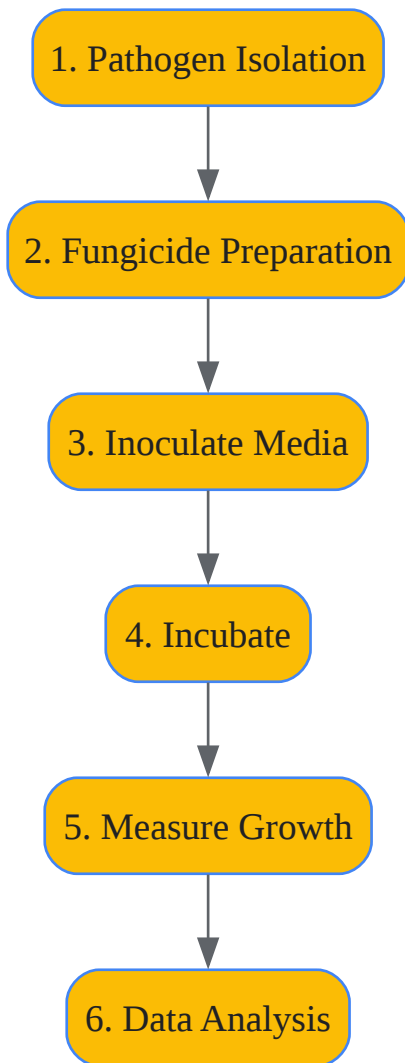 1. Pathogen Isolation
2. Fungicide Preparation
3. Inoculate Media
4. Incubate
5. Measure Growth
6. Data Analysis